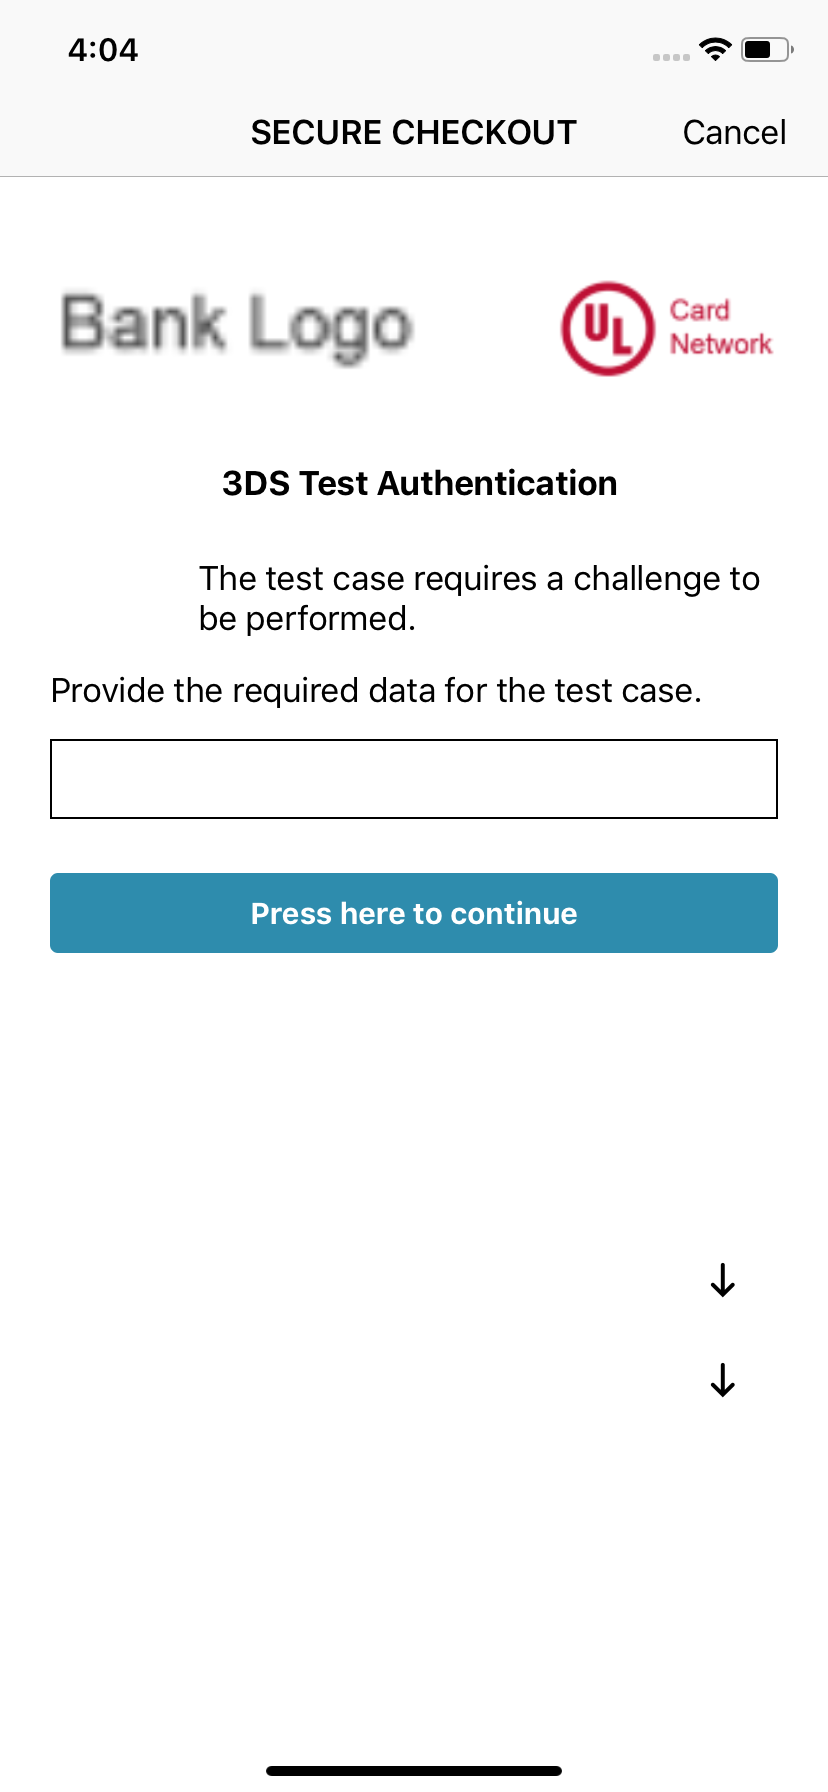 4:04
SECURE CHECKOUT Cancel
Bank Logo
UL Card
Network
3DS Test Authentication
The test case requires a challenge to
be performed.
Provide the required data for the test case.
Press here to continue